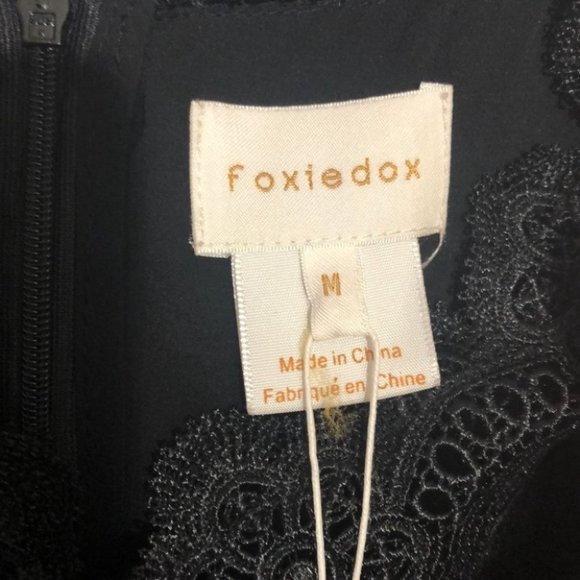 foxiedox
M
Made in China
Fabriqué en Chine